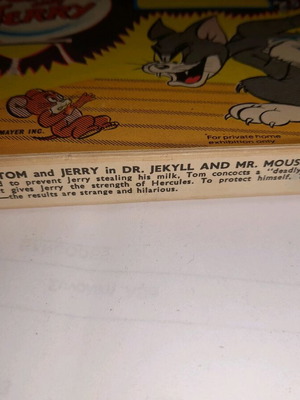 JERRY
MAYER INC.
For private home
exhibition only
TOM and JERRY in DR. JEKYLL AND MR. MOUS
d to prevent Jerry stealing his milk, Tom concocts a "deadly
t gives Jerry the strength of Hercules. To protect himself,
—the results are strange and hilarious.